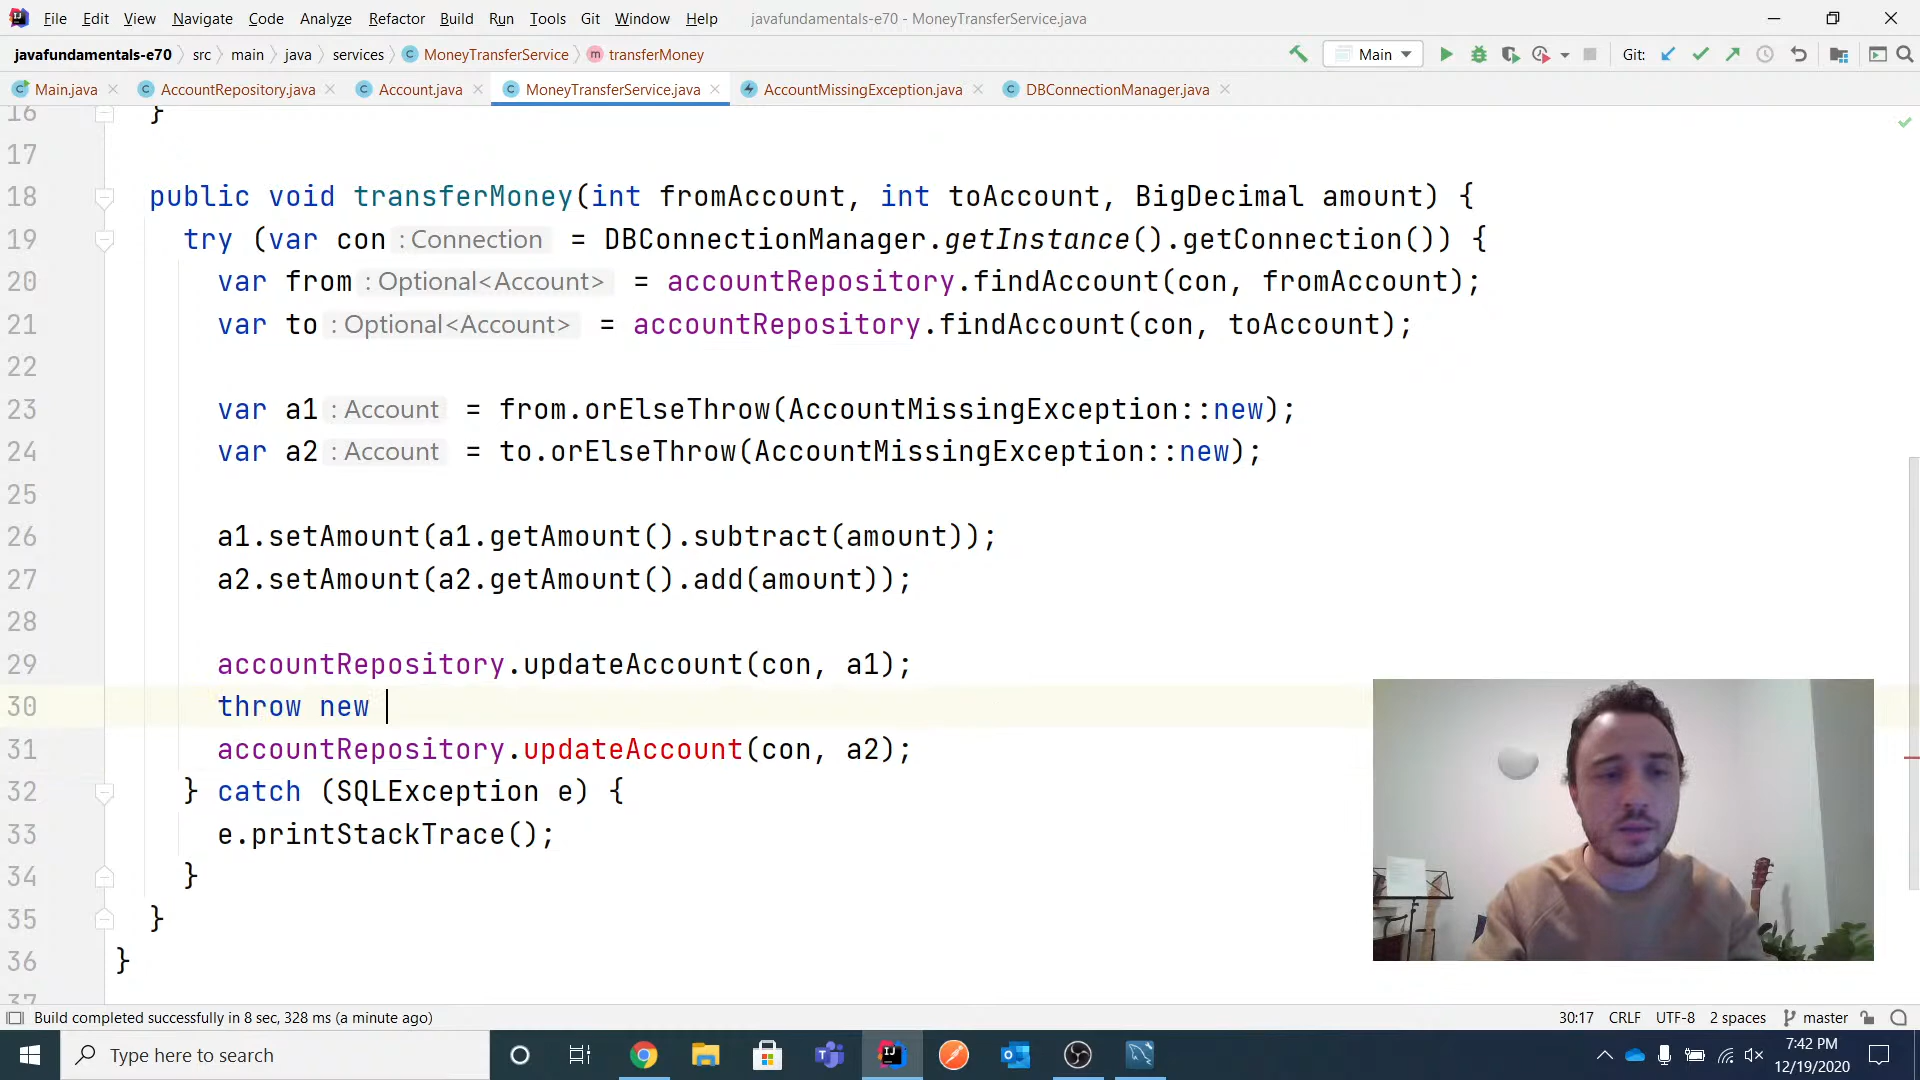 File Edit View Navigate Code Analyze Refactor Build Run Tools Git Window Help javafundamentals-e70 - MoneyTransferService.java
javafundamentals-e70 src main java services MoneyTransferService transferMoney Main Git:
Main.java AccountRepository.java Account.java MoneyTransferService.java AccountMissingException.java DBConnectionManager.java
16 }
17
18 public void transferMoney(int fromAccount, int toAccount, BigDecimal amount) {
19 try (var con : Connection = DBConnectionManager.getInstance().getConnection()) {
20 var from : Optional<Account> = accountRepository.findAccount(con, fromAccount);
21 var to : Optional<Account> = accountRepository.findAccount(con, toAccount);
22
23 var a1 : Account = from.orElseThrow(AccountMissingException::new);
24 var a2 : Account = to.orElseThrow(AccountMissingException::new);
25
26 a1.setAmount(a1.getAmount().subtract(amount));
27 a2.setAmount(a2.getAmount().add(amount));
28
29 accountRepository.updateAccount(con, a1);
30 throw new
31 accountRepository.updateAccount(con, a2);
32 } catch (SQLException e) {
33 e.printStackTrace();
34 }
35 }
36 }
37
Build completed successfully in 8 sec, 328 ms (a minute ago) 30:17 CRLF UTF-8 2 spaces master
Type here to search
7:42 PM
12/19/2020